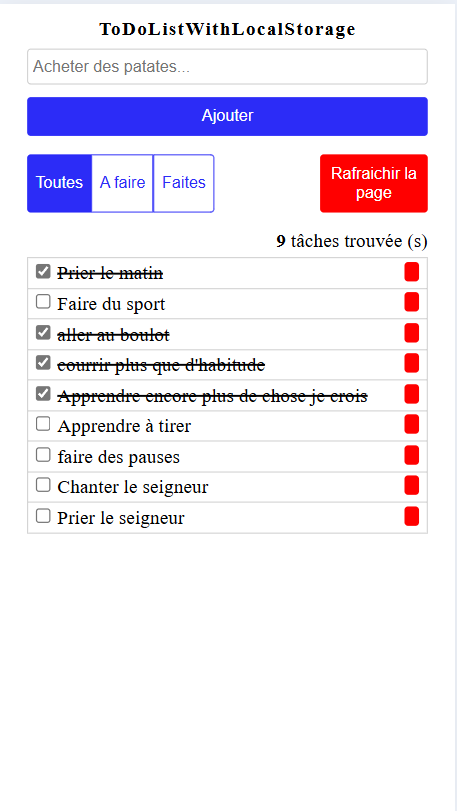 ToDoListWithLocalStorage
Acheter des patates...
Ajouter
Toutes A faire Faites
Rafraichir la
page
9 tâches trouvée (s)
Prier le matin
Faire du sport
aller au boulot
courrir plus que d'habitude
Apprendre encore plus de chose je crois
Apprendre à tirer
faire des pauses
Chanter le seigneur
Prier le seigneur